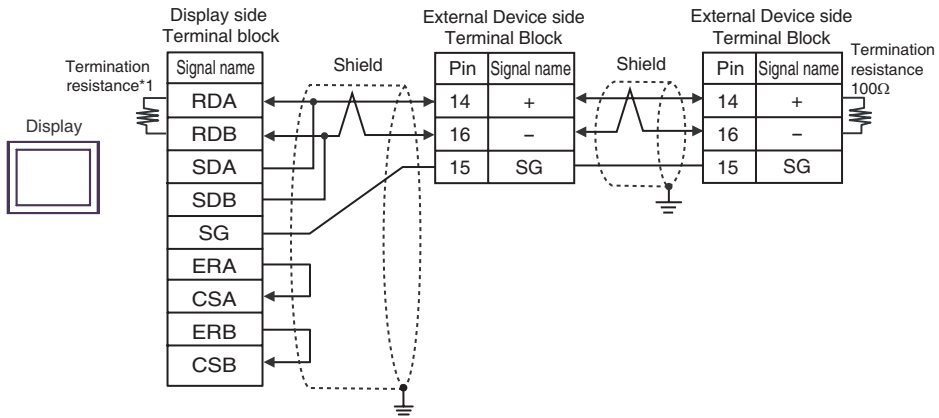 Display side
Terminal block
External Device side
Terminal Block
External Device side
Terminal Block
Termination
resistance*1
Signal name
Shield
Pin Signal name
Shield
Pin Signal name
Termination
resistance
100Ω
RDA
14 +
14 +
Display
RDB
16 –
16 –
SDA
15 SG
15 SG
SDB
SG
ERA
CSA
ERB
CSB